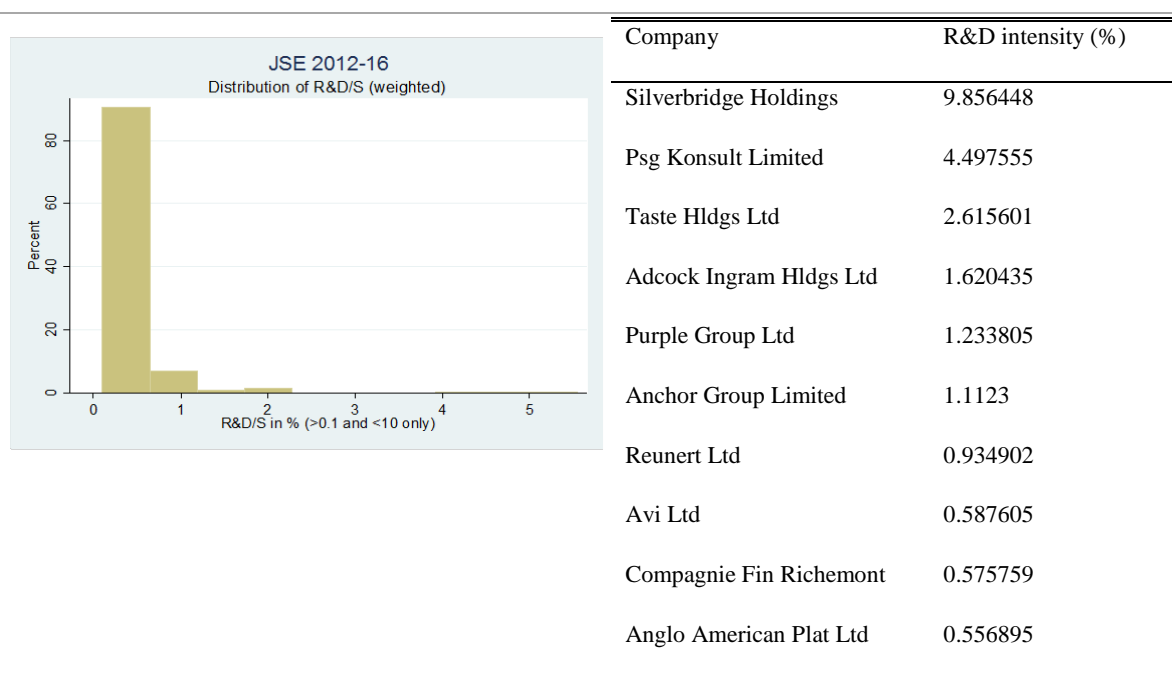 JSE 2012-16
Distribution of R&D/S (weighted)
Percent
80
60
40
20
0
0 1 2 3 4 5
R&D/S in % (>0.1 and <10 only)
Company R&D intensity (%)
Silverbridge Holdings 9.856448
Psg Konsult Limited 4.497555
Taste Hldgs Ltd 2.615601
Adcock Ingram Hldgs Ltd 1.620435
Purple Group Ltd 1.233805
Anchor Group Limited 1.1123
Reunert Ltd 0.934902
Avi Ltd 0.587605
Compagnie Fin Richemont 0.575759
Anglo American Plat Ltd 0.556895